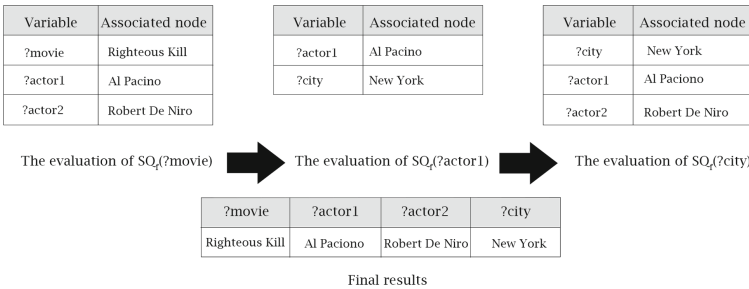 Variable Associated node
?movie Righteous Kill
?actor1 Al Pacino
?actor2 Robert De Niro
Variable Associated node
?actor1 Al Pacino
?city New York
Variable Associated node
?city New York
?actor1 Al Paciono
?actor2 Robert De Niro
The evaluation of SQf(?movie)
The evaluation of SQf(?actor1)
The evaluation of SQf(?city)
?movie ?actor1 ?actor2 ?city
Righteous Kill Al Paciono Robert De Niro New York
Final results